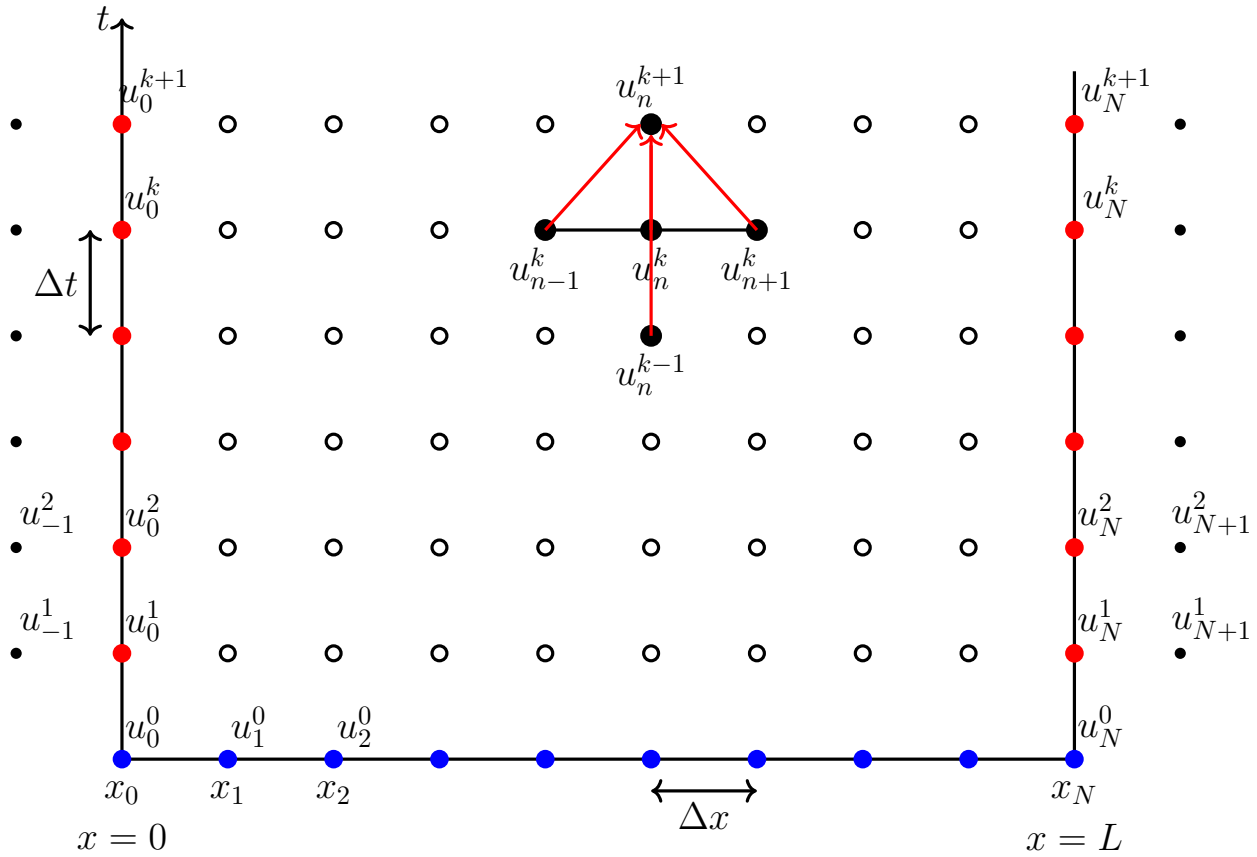 t
u_0^{k+1} u_n^{k+1} u_N^{k+1}
u_0^k u_N^k
Δt u_{n-1}^k u_n^k u_{n+1}^k
u_n^{k-1}
u_{-1}^2 u_0^2 u_N^2 u_{N+1}^2
u_{-1}^1 u_0^1 u_N^1 u_{N+1}^1
u_0^0 u_1^0 u_2^0 u_N^0
x_0 x_1 x_2 x_N
Δx
x = 0 x = L